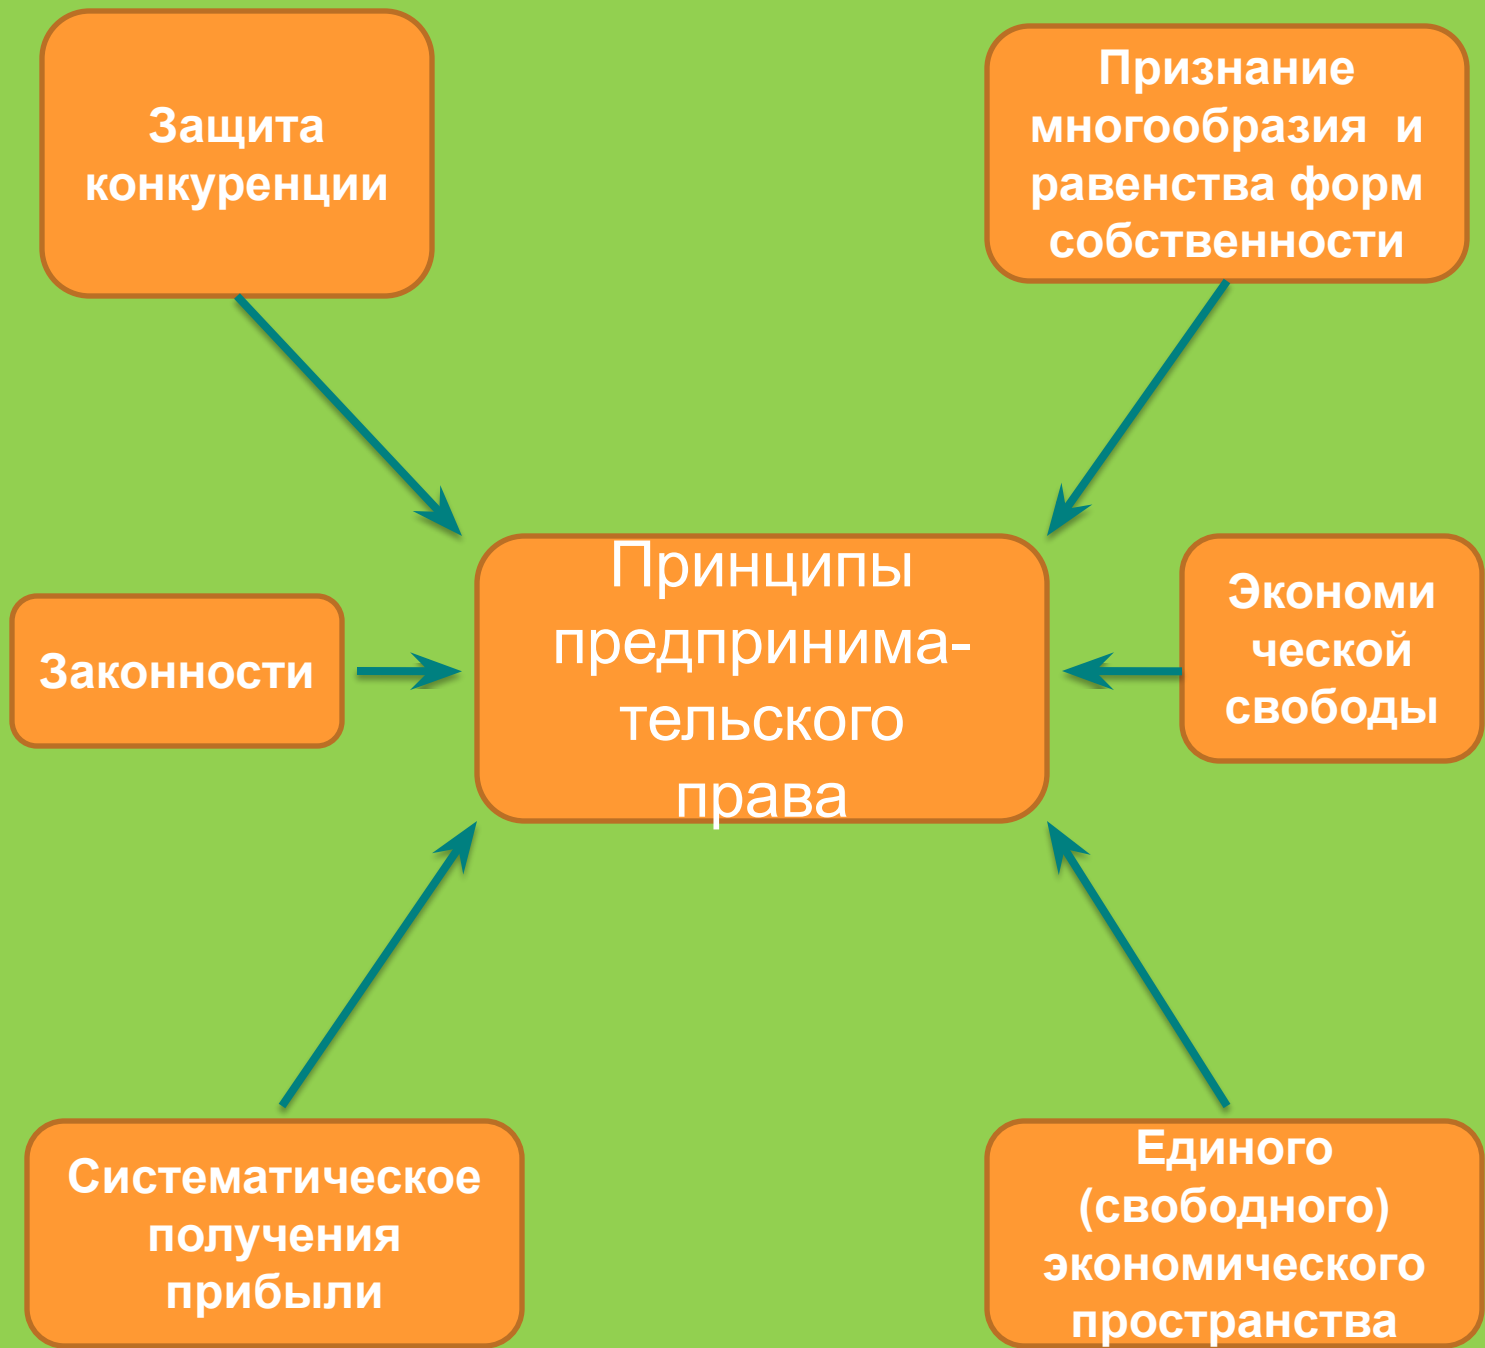 Защита
конкуренции
Признание
многообразия и
равенства форм
собственности
Законности
Принципы
предпринима-
тельского
права
Экономи
ческой
свободы
Систематическое
получения
прибыли
Единого
(свободного)
экономического
пространства